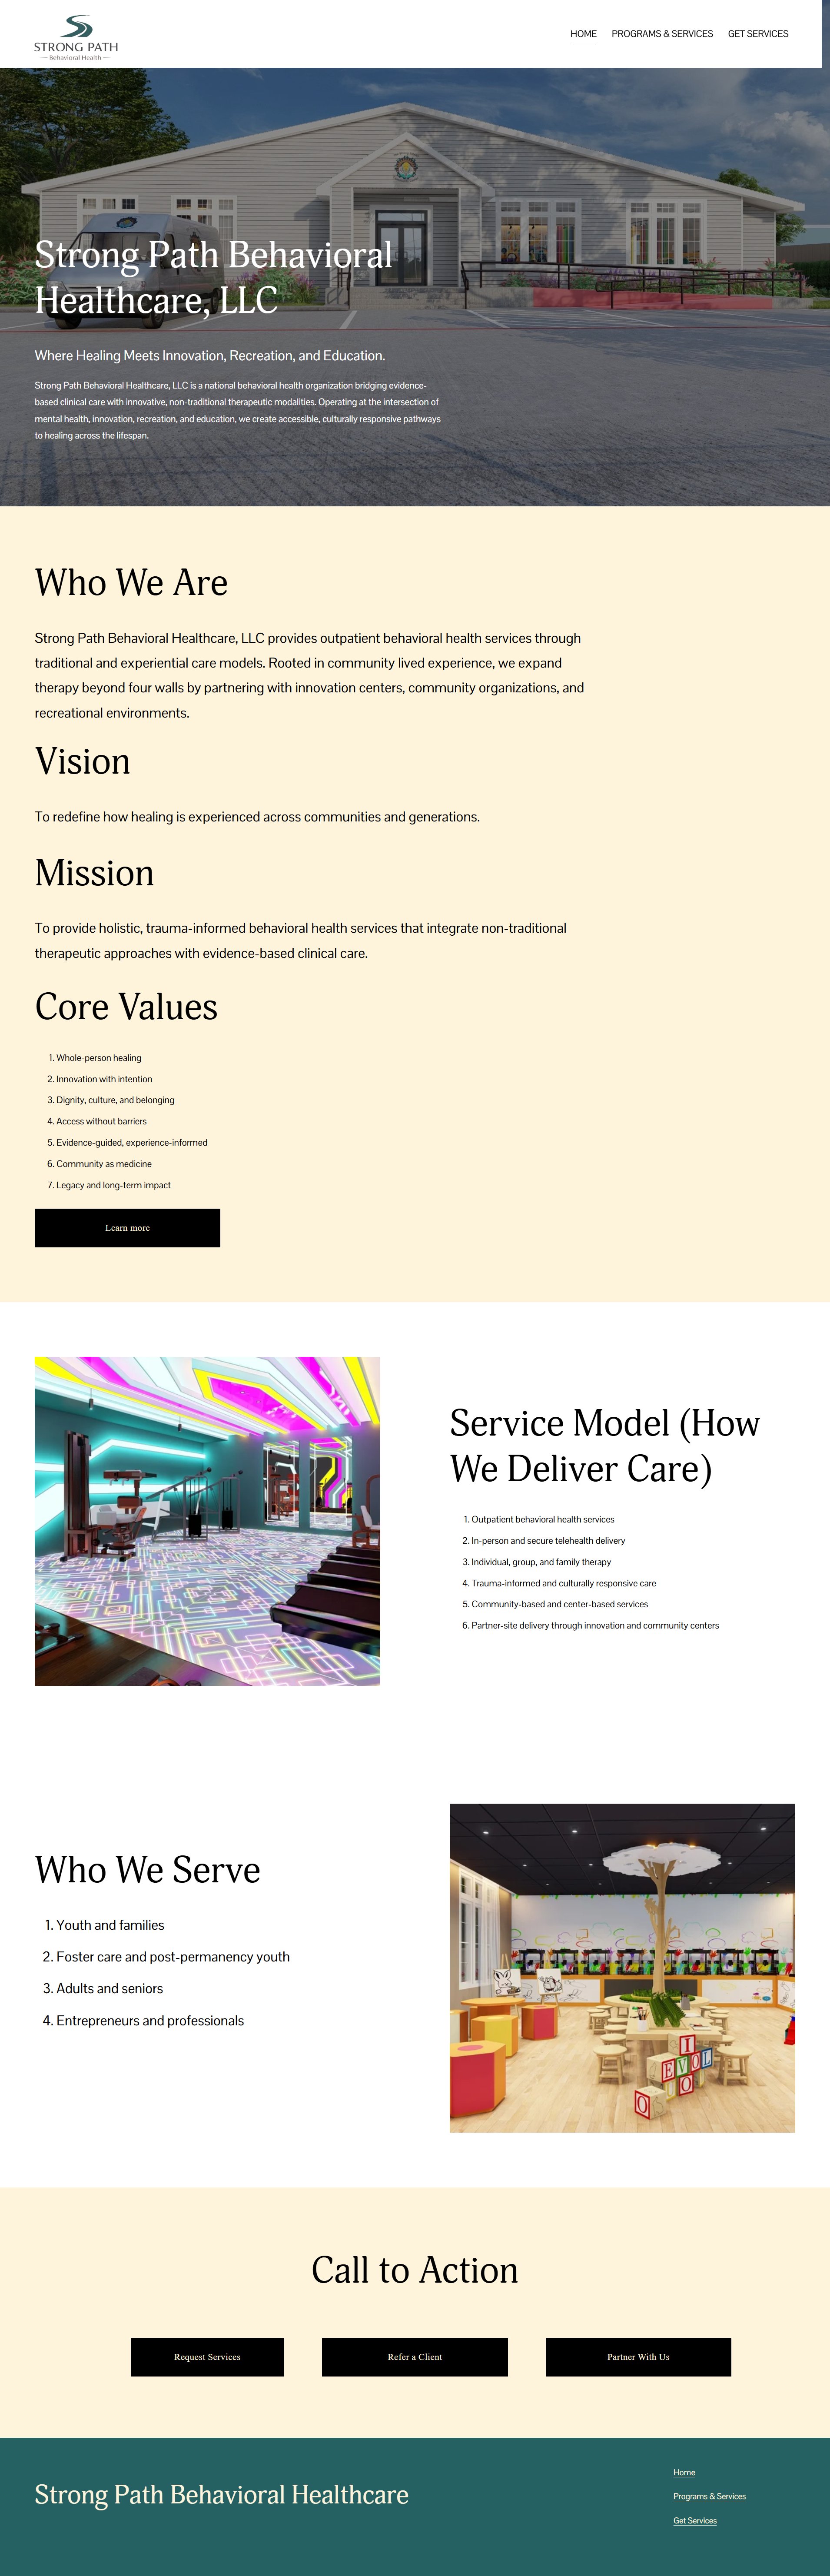 STRONG PATH
Behavioral Health
HOME
PROGRAMS & SERVICES
GET SERVICES
Strong Path Behavioral
Healthcare, LLC
Where Healing Meets Innovation, Recreation, and Education.
Strong Path Behavioral Healthcare, LLC is a national behavioral health organization bridging evidence-
based clinical care with innovative, non-traditional therapeutic modalities. Operating at the intersection of
mental health, innovation, recreation, and education, we create accessible, culturally responsive pathways
to healing across the lifespan.
Who We Are
Strong Path Behavioral Healthcare, LLC provides outpatient behavioral health services through
traditional and experiential care models. Rooted in community lived experience, we expand
therapy beyond four walls by partnering with innovation centers, community organizations, and
recreational environments.
Vision
To redefine how healing is experienced across communities and generations.
Mission
To provide holistic, trauma-informed behavioral health services that integrate non-traditional
therapeutic approaches with evidence-based clinical care.
Core Values
1. Whole-person healing
2. Innovation with intention
3. Dignity, culture, and belonging
4. Access without barriers
5. Evidence-guided, experience-informed
6. Community as medicine
7. Legacy and long-term impact
Learn more
Service Model (How
We Deliver Care)
1. Outpatient behavioral health services
2. In-person and secure telehealth delivery
3. Individual, group, and family therapy
4. Trauma-informed and culturally responsive care
5. Community-based and center-based services
6. Partner-site delivery through innovation and community centers
Who We Serve
1. Youth and families
2. Foster care and post-permanency youth
3. Adults and seniors
4. Entrepreneurs and professionals
I
EVOL
O
O
Call to Action
Request Services
Refer a Client
Partner With Us
Strong Path Behavioral Healthcare
Home
Programs & Services
Get Services